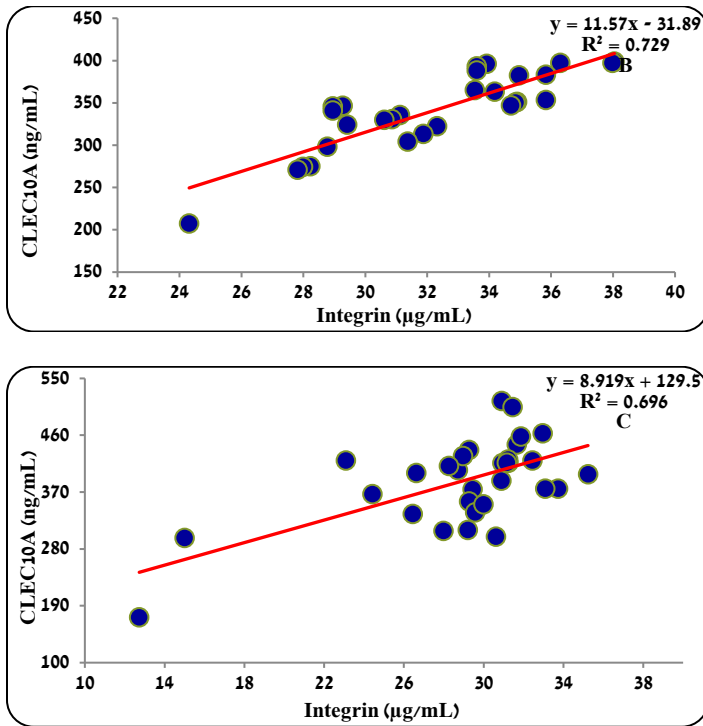 y = 11.57x - 31.89
R² = 0.729
B
450
400
350
300
250
200
150
CLEC10A (ng/mL)
22 24 26 28 30 32 34 36 38 40
Integrin (µg/mL)
y = 8.919x + 129.5
R² = 0.696
C
550
460
370
280
190
100
CLEC10A (ng/mL)
10 14 18 22 26 30 34 38
Integrin (µg/mL)